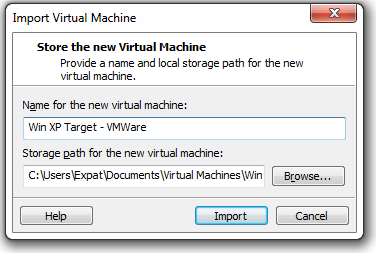 Import Virtual Machine
Store the new Virtual Machine
Provide a name and local storage path for the new
virtual machine.
Name for the new virtual machine:
Win XP Target - VMWare
Storage path for the new virtual machine:
C:\Users\Expat\Documents\Virtual Machines\Win
Browse...
Help
Import
Cancel